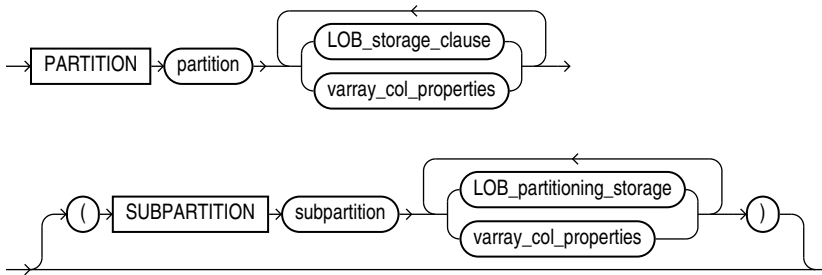 LOB_storage_clause
PARTITION partition
varray_col_properties
LOB_partitioning_storage
( SUBPARTITION subpartition )
varray_col_properties